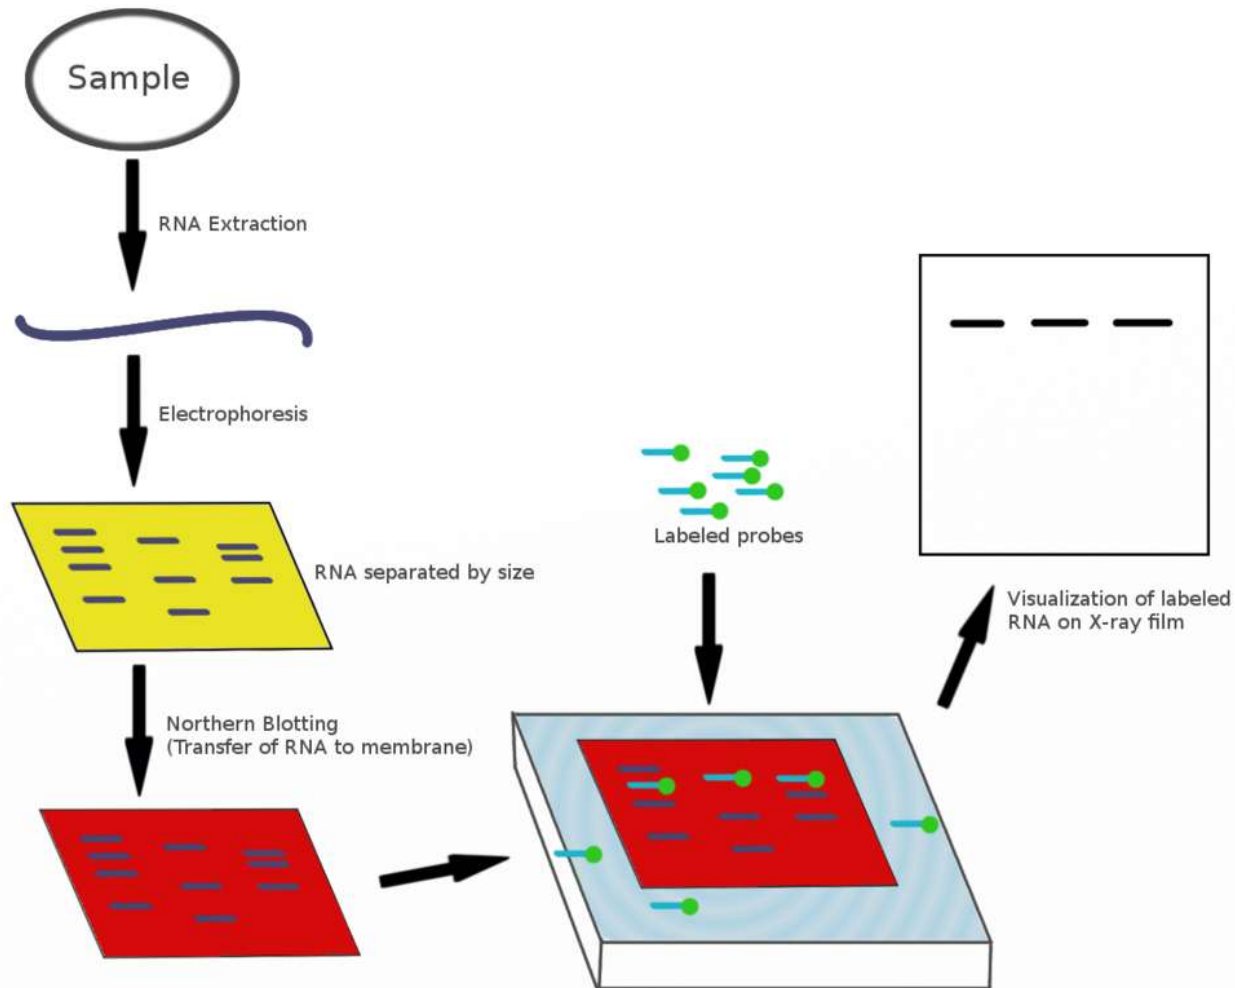 Sample
RNA Extraction
Electrophoresis
RNA separated by size
Northern Blotting
(Transfer of RNA to membrane)
Labeled probes
Visualization of labeled
RNA on X-ray film